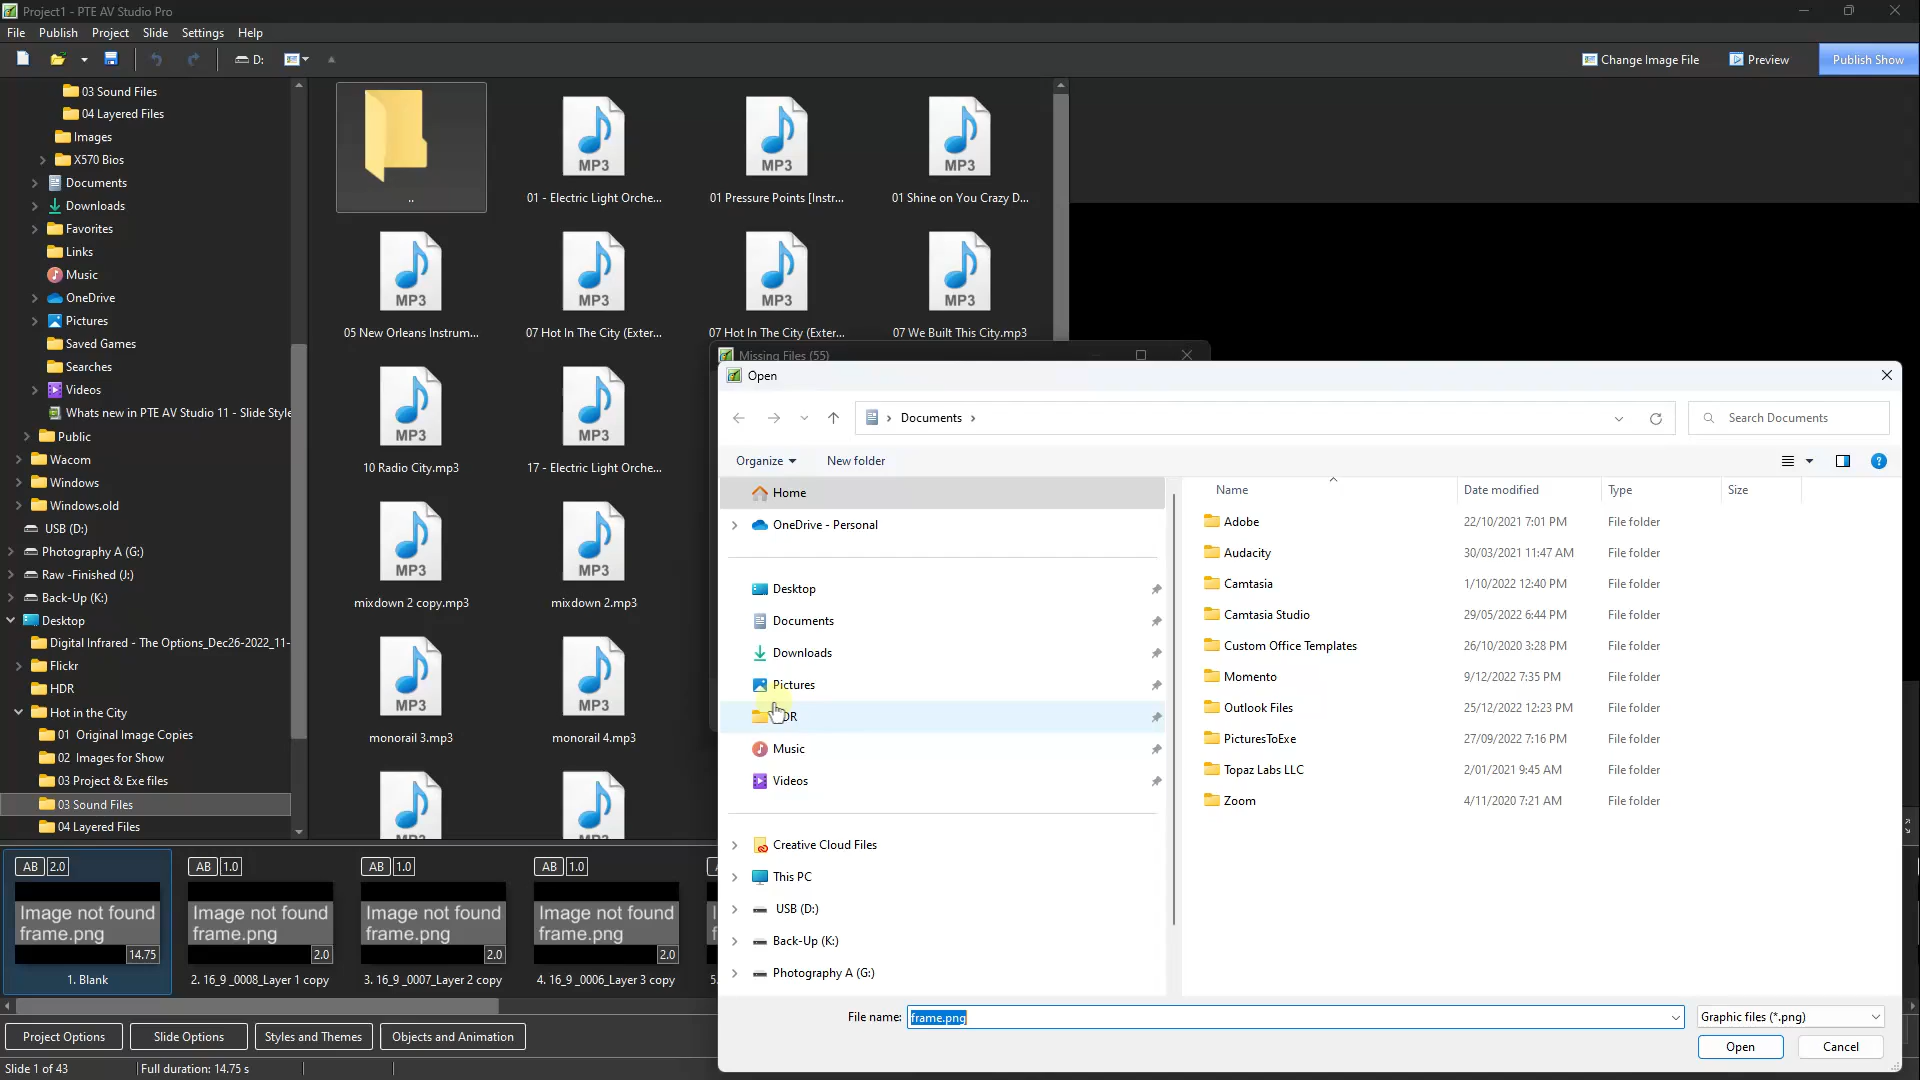 Project1 - PTE AV Studio Pro
File Publish Project Slide Settings Help
D:
Change Image File
Preview
Publish Show
03 Sound Files
04 Layered Files
Images
X570 Bios
Documents
Downloads
Favorites
Links
Music
OneDrive
Pictures
Saved Games
Searches
Videos
Whats new in PTE AV Studio 11 - Slide Style
Public
Wacom
Windows
Windows.old
USB (D:)
Photography A (G:)
Raw -Finished (J:)
Back-Up (K:)
Desktop
Digital Infrared - The Options_Dec26-2022_11-
Flickr
HDR
Hot in the City
01 Original Image Copies
02 Images for Show
03 Project & Exe files
03 Sound Files
04 Layered Files
..
MP3
01 - Electric Light Orche...
MP3
01 Pressure Points [Instr...
MP3
01 Shine on You Crazy D...
MP3
05 New Orleans Instrum...
MP3
07 Hot In The City (Exter...
MP3
07 Hot In The City (Exter...
MP3
07 We Built This City.mp3
MP3
10 Radio City.mp3
MP3
17 - Electric Light Orche...
MP3
mixdown 2 copy.mp3
MP3
mixdown 2.mp3
MP3
monorail 3.mp3
MP3
monorail 4.mp3
MP3
MP3
Missing Files (55)
Open
Documents
Search Documents
Organize
New folder
Home
OneDrive - Personal
Desktop
Documents
Downloads
Pictures
HDR
Music
Videos
Creative Cloud Files
This PC
USB (D:)
Back-Up (K:)
Photography A (G:)
Name Date modified Type Size
Adobe 22/10/2021 7:01 PM File folder
Audacity 30/03/2021 11:47 AM File folder
Camtasia 1/10/2022 12:40 PM File folder
Camtasia Studio 29/05/2022 6:44 PM File folder
Custom Office Templates 26/10/2020 3:28 PM File folder
Momento 9/12/2022 7:35 PM File folder
Outlook Files 25/12/2022 12:23 PM File folder
PicturesToExe 27/09/2022 7:16 PM File folder
Topaz Labs LLC 2/01/2021 9:45 AM File folder
Zoom 4/11/2020 7:21 AM File folder
File name: frame.png
Graphic files (*.png)
Open
Cancel
AB 2.0
Image not found
frame.png
14.75
1. Blank
AB 1.0
Image not found
frame.png
2.0
2. 16_9 _0008_Layer 1 copy
AB 1.0
Image not found
frame.png
2.0
3. 16_9 _0007_Layer 2 copy
AB 1.0
Image not found
frame.png
2.0
4. 16_9 _0006_Layer 3 copy
5.
Project Options
Slide Options
Styles and Themes
Objects and Animation
Slide 1 of 43
Full duration: 14.75 s